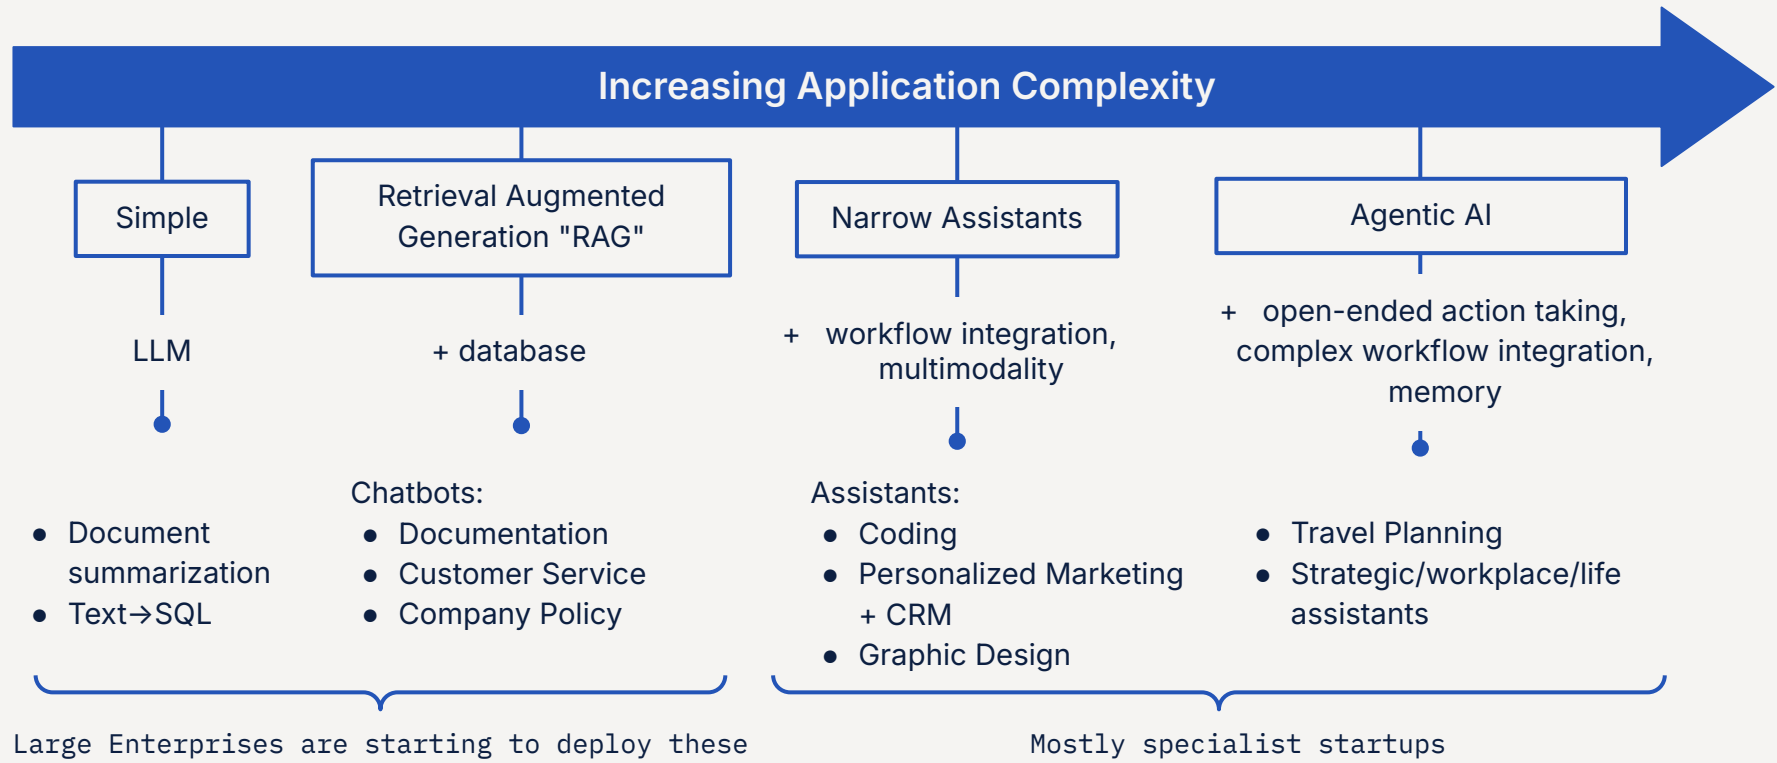 Increasing Application Complexity
Simple
LLM
● Document
summarization
● Text→SQL
Retrieval Augmented
Generation "RAG"
+ database
Chatbots:
● Documentation
● Customer Service
● Company Policy
Narrow Assistants
+ workflow integration,
multimodality
Assistants:
● Coding
● Personalized Marketing
+ CRM
● Graphic Design
Agentic AI
+ open-ended action taking,
complex workflow integration,
memory
● Travel Planning
● Strategic/workplace/life
assistants
Large Enterprises are starting to deploy these
Mostly specialist startups